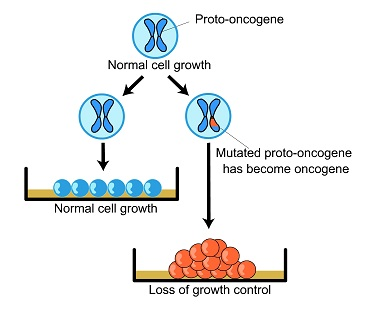 Proto-oncogene
Normal cell growth
Mutated proto-oncogene
has become oncogene
Normal cell growth
Loss of growth control